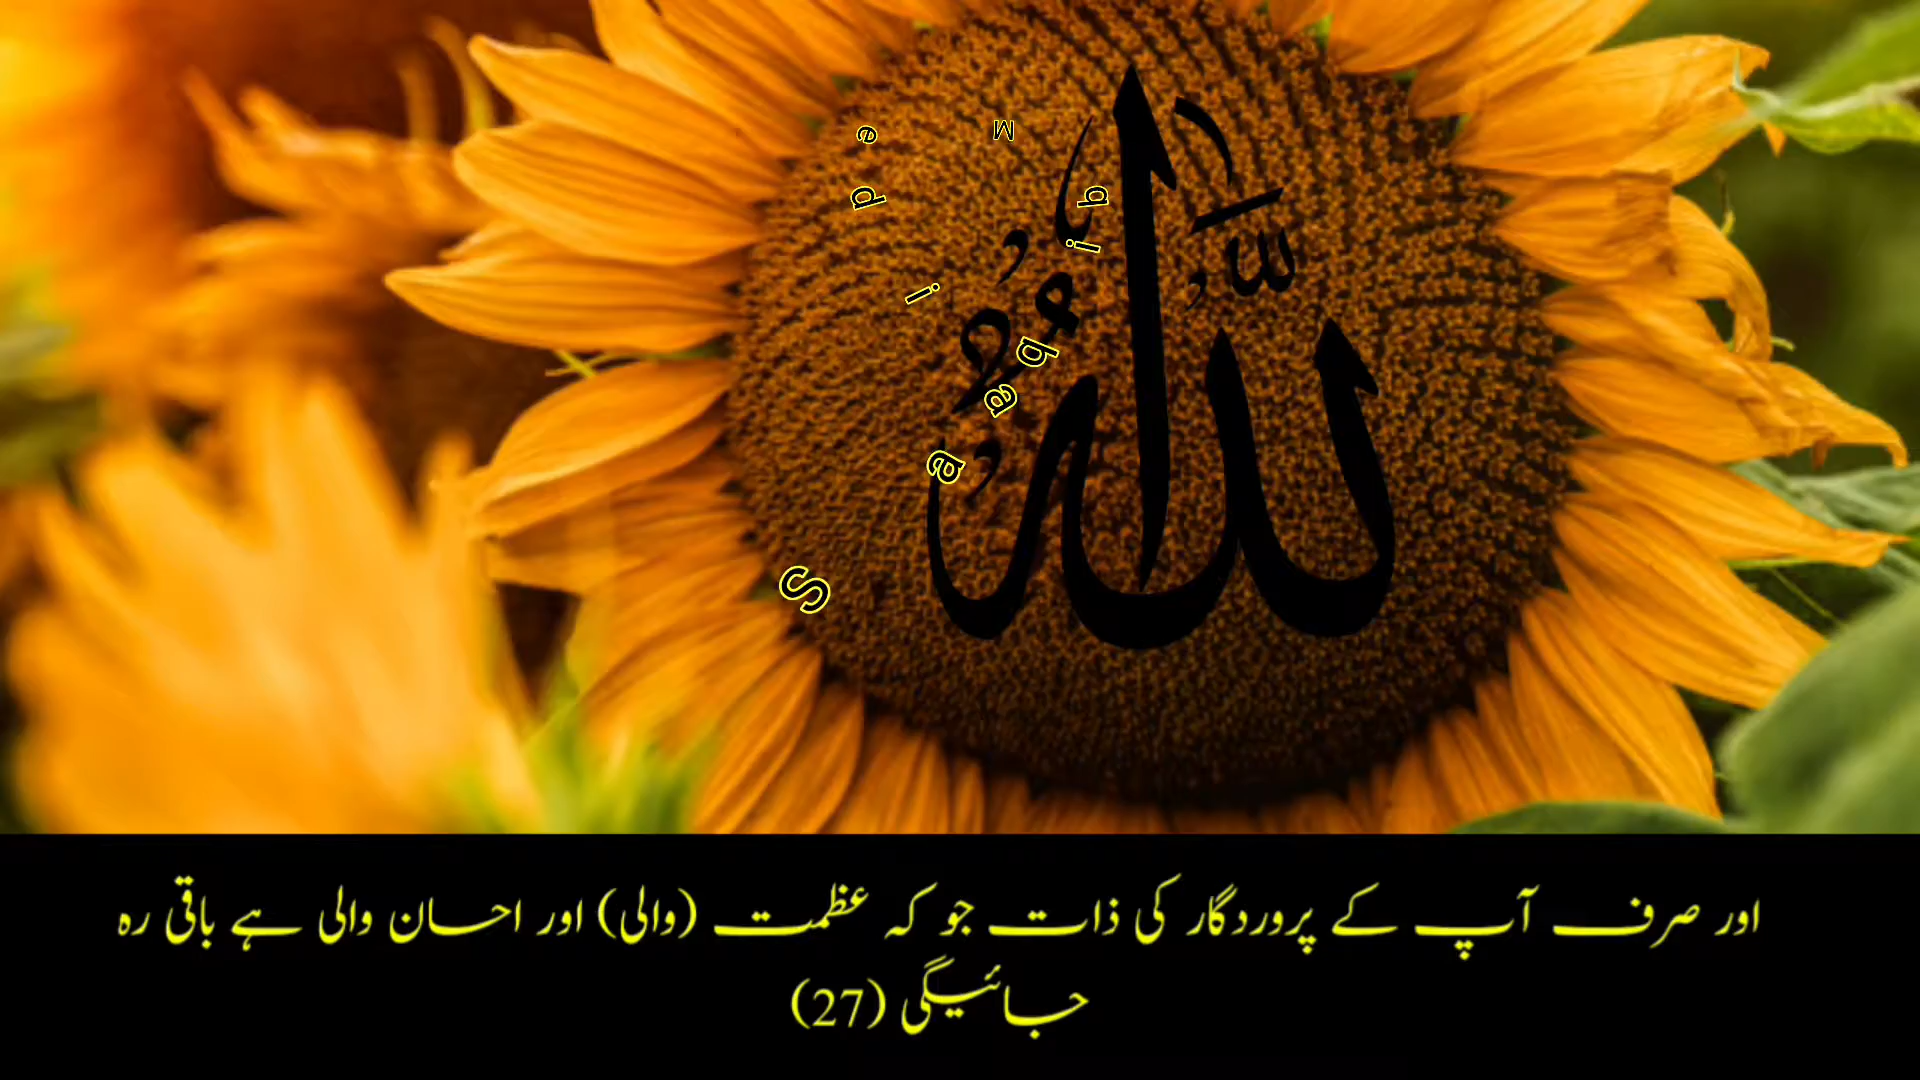 الله
اور صرف آپ کے پروردگار کی ذات جو کہ عظمت (والی) اور احسان والی ہے باقی رہ
جائیگی (27)